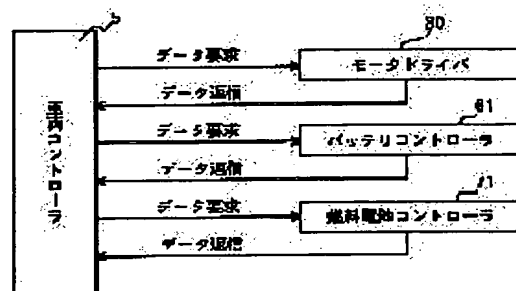 車両コントローラ
5
データ要求
データ返信
データ要求
データ返信
データ要求
データ返信
モータドライバ
バッテリコントローラ
61
燃料電池コントローラ
71